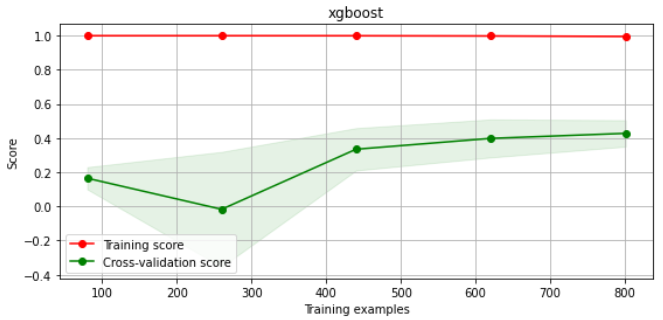 xgboost
1.0
0.8
0.6
0.4
0.2
0.0
−0.2
−0.4
Score
Training score
Cross-validation score
100 200 300 400 500 600 700 800
Training examples